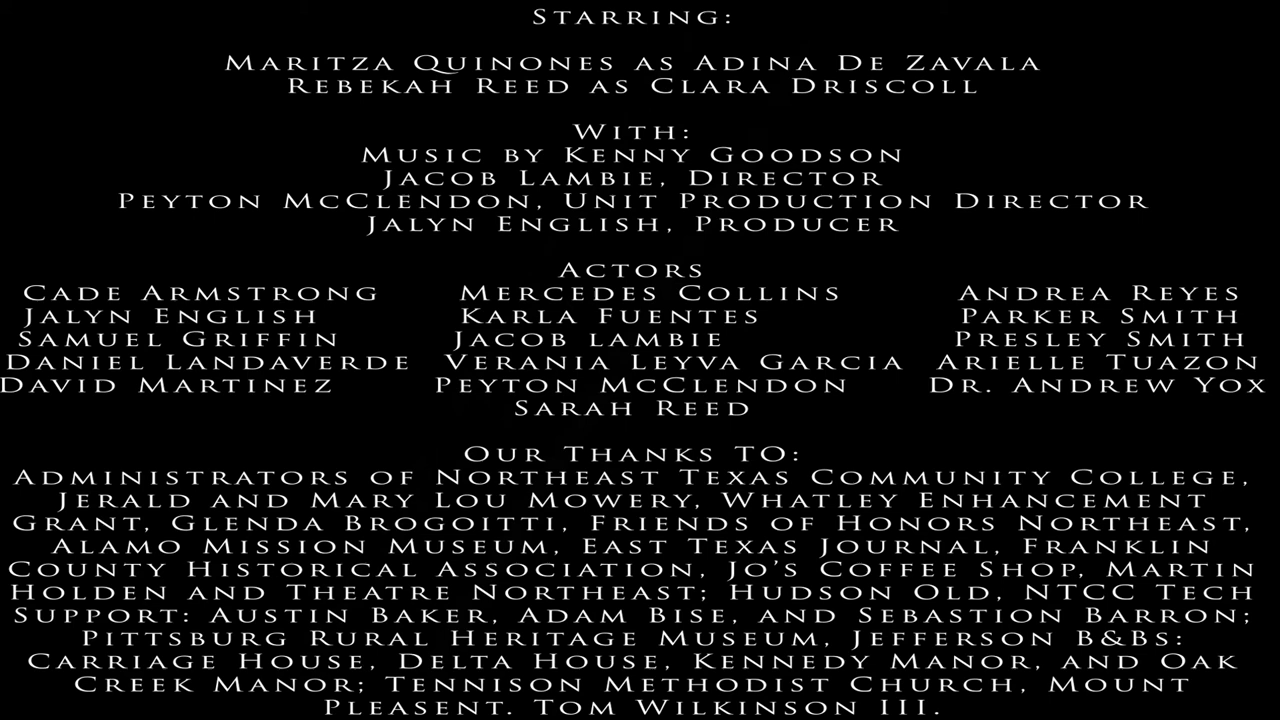 Starring:
Maritza Quinones as Adina De Zavala
Rebekah Reed as Clara Driscoll
With:
Music by Kenny Goodson
Jacob Lambie, Director
Peyton McClendon, Unit Production Director
Jalyn English, Producer
Actors
Cade Armstrong Mercedes Collins Andrea Reyes
Jalyn English Karla Fuentes Parker Smith
Samuel Griffin Jacob lambie Presley Smith
Daniel Landaverde Verania Leyva Garcia Arielle Tuazon
David Martinez Peyton McClendon Dr. Andrew Yox
Sarah Reed
Our Thanks to:
Administrators of Northeast Texas Community College,
Jerald and Mary Lou Mowery, Whatley Enhancement
Grant, Glenda Brogoitti, Friends of Honors Northeast,
Alamo Mission Museum, East Texas Journal, Franklin
County Historical Association, Jo's Coffee Shop, Martin
Holden and Theatre Northeast; Hudson Old, NTCC Tech
Support: Austin Baker, Adam Bise, and Sebastion Barron;
Pittsburg Rural Heritage Museum, Jefferson B&Bs:
Carriage House, Delta House, Kennedy Manor, and Oak
Creek Manor; Tennison Methodist Church, Mount
Pleasent. Tom Wilkinson III.